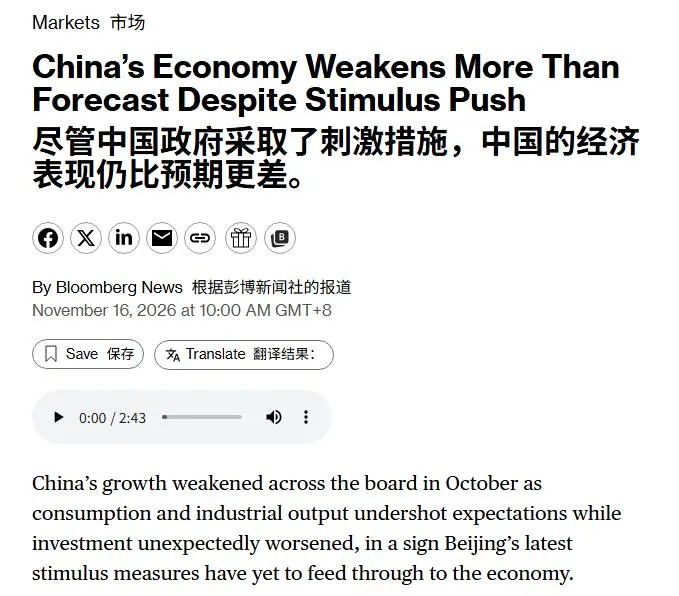 Markets 市场
China’s Economy Weakens More Than
Forecast Despite Stimulus Push
尽管中国政府采取了刺激措施，中国的经济
表现仍比预期更差。
By Bloomberg News 根据彭博新闻社的报道
November 16, 2026 at 10:00 AM GMT+8
Save 保存
Translate 翻译结果：
0:00 / 2:43
China’s growth weakened across the board in October as
consumption and industrial output undershot expectations while
investment unexpectedly worsened, in a sign Beijing’s latest
stimulus measures have yet to feed through to the economy.